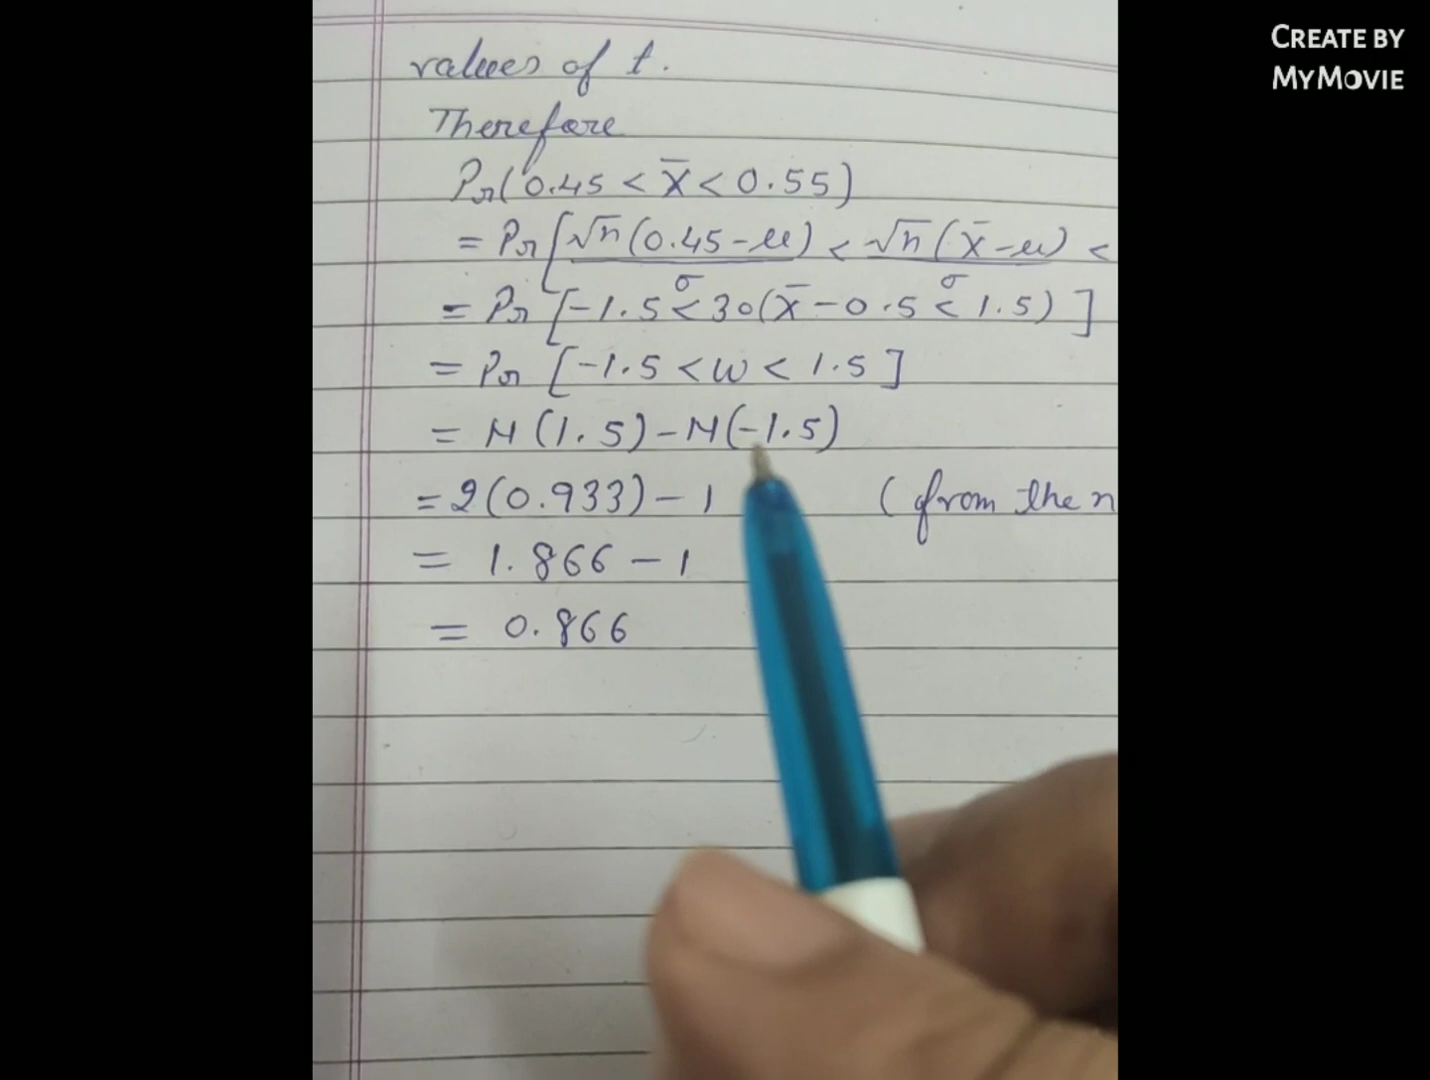 CREATE BY
MYMOVIE
values of t.
Therefore
Pr(0.45 < x̄ < 0.55)
= Pr [√n(0.45-μ)/σ < √n(x̄-μ)/σ <
= Pr [-1.5 < 30(x̄-0.5 < 1.5)]
= Pr [-1.5 < w < 1.5]
= N(1.5)-N(-1.5)
= 2(0.933)-1 (from the n
= 1.866-1
= 0.866